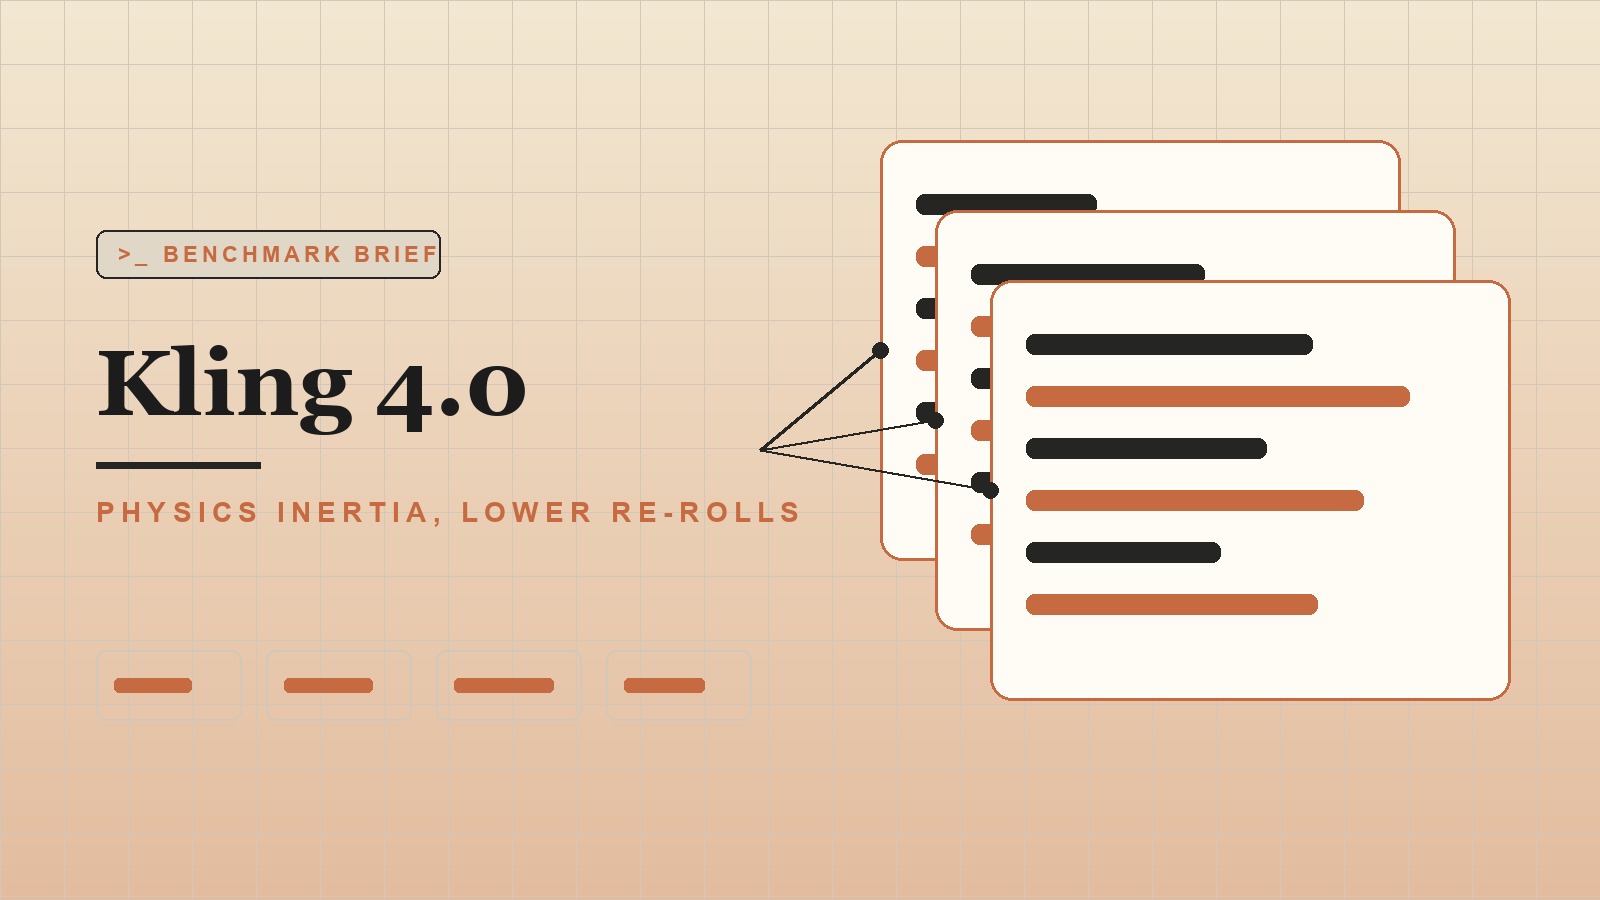 >_ BENCHMARK BRIEF
Kling 4.0
PHYSICS INERTIA, LOWER RE-ROLLS